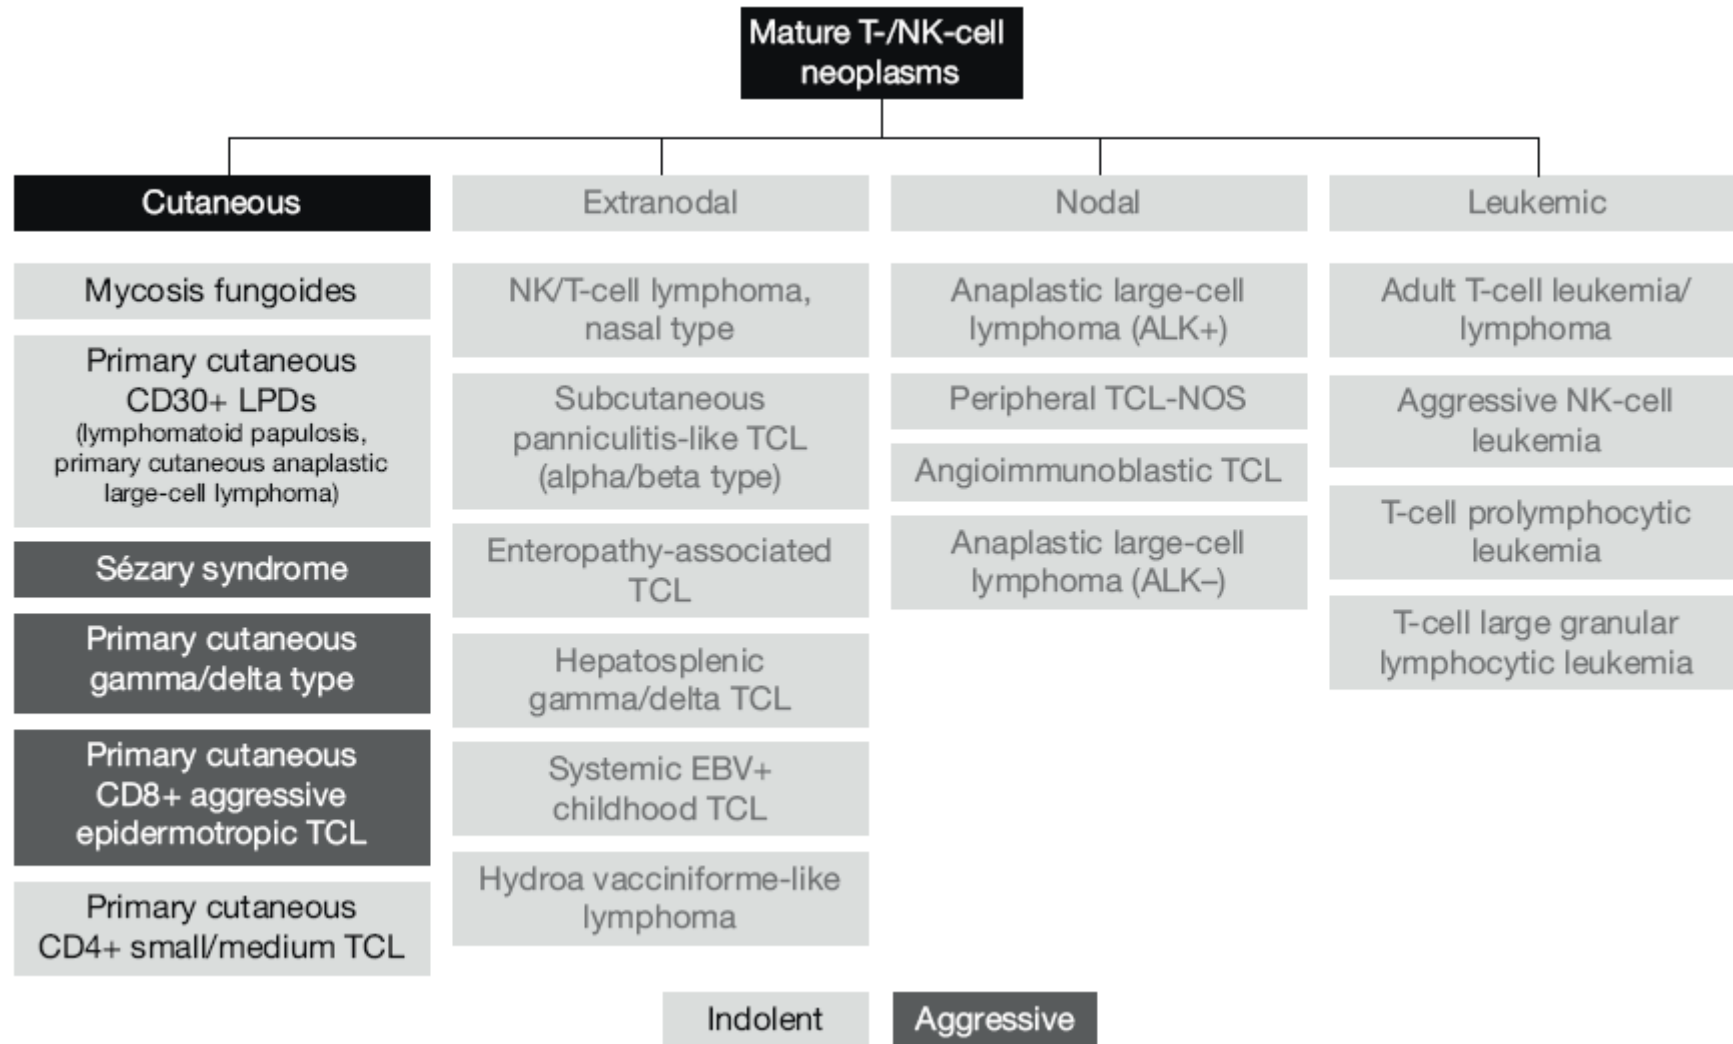 Mature T-/NK-cell
neoplasms
Cutaneous
Mycosis fungoides
Primary cutaneous
CD30+ LPDs
(lymphomatoid papulosis,
primary cutaneous anaplastic
large-cell lymphoma)
Sézary syndrome
Primary cutaneous
gamma/delta type
Primary cutaneous
CD8+ aggressive
epidermotropic TCL
Primary cutaneous
CD4+ small/medium TCL
Extranodal
NK/T-cell lymphoma,
nasal type
Subcutaneous
panniculitis-like TCL
(alpha/beta type)
Enteropathy-associated
TCL
Hepatosplenic
gamma/delta TCL
Systemic EBV+
childhood TCL
Hydroa vacciniforme-like
lymphoma
Nodal
Anaplastic large-cell
lymphoma (ALK+)
Peripheral TCL-NOS
Angioimmunoblastic TCL
Anaplastic large-cell
lymphoma (ALK–)
Leukemic
Adult T-cell leukemia/
lymphoma
Aggressive NK-cell
leukemia
T-cell prolymphocytic
leukemia
T-cell large granular
lymphocytic leukemia
Indolent
Aggressive